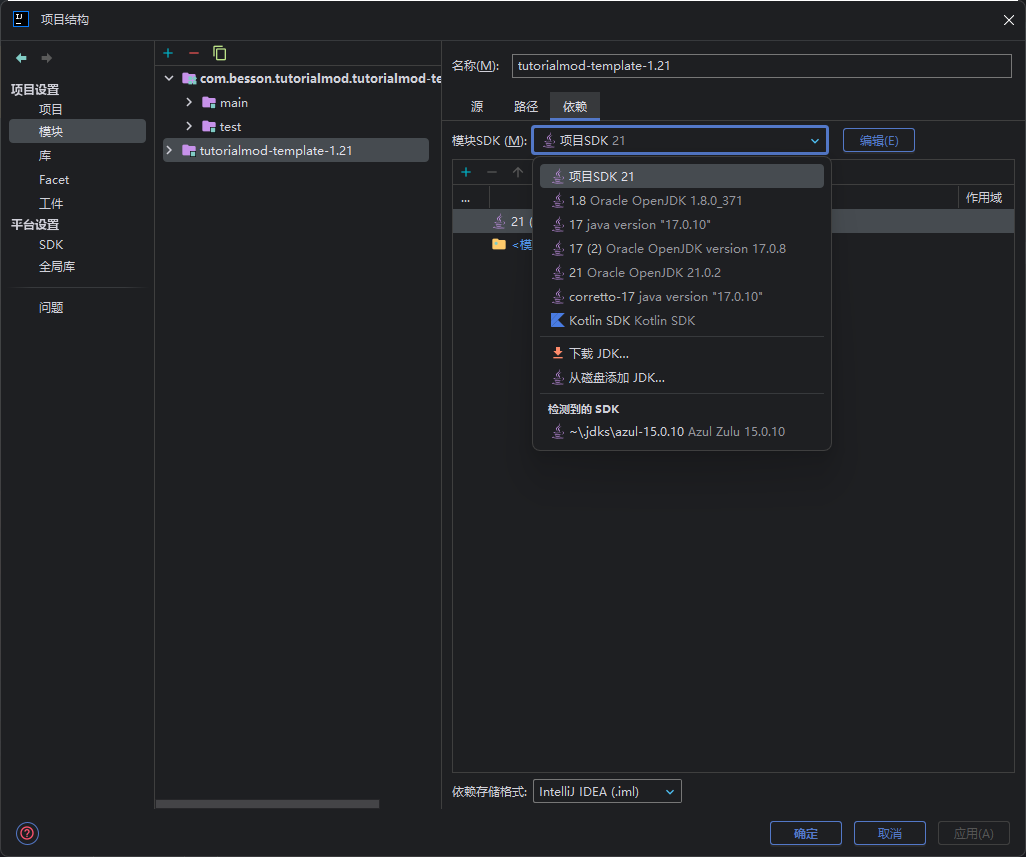 项目结构
项目设置
项目
模块
库
Facet
工件
平台设置
SDK
全局库
问题
com.besson.tutorialmod.tutorialmod-te
main
test
tutorialmod-template-1.21
名称(M): tutorialmod-template-1.21
源 路径 依赖
模块SDK (M): 项目SDK 21 编辑(E)
... 作用域
21 (
<模
项目SDK 21
1.8 Oracle OpenJDK 1.8.0_371
17 java version "17.0.10"
17 (2) Oracle OpenJDK version 17.0.8
21 Oracle OpenJDK 21.0.2
corretto-17 java version "17.0.10"
Kotlin SDK Kotlin SDK
下载 JDK...
从磁盘添加 JDK...
检测到的 SDK
~\.jdks\azul-15.0.10 Azul Zulu 15.0.10
依赖存储格式: IntelliJ IDEA (.iml)
确定 取消 应用(A)